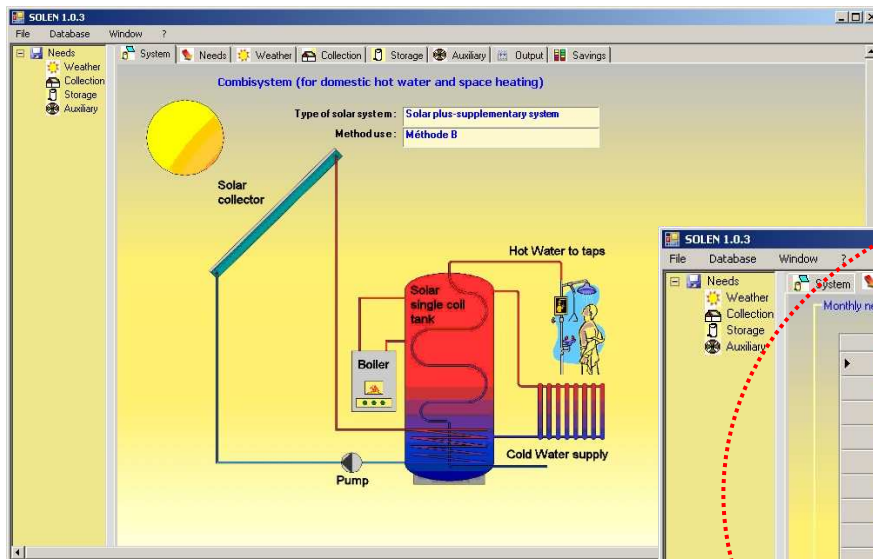 SOLEN 1.0.3
File Database Window ?
Needs
Weather
Collection
Storage
Auxiliary
System Needs Weather Collection Storage Auxiliary Output Savings
Combisystem (for domestic hot water and space heating)
Type of solar system : Solar plus-supplementary system
Method use : Méthode B
Solar
collector
Hot Water to taps
Solar
single coil
tank
Boiler
Cold Water supply
Pump
SOLEN 1.0.3
File Database Window ?
Needs
Weather
Collection
Storage
Auxiliary
System
Monthly ne